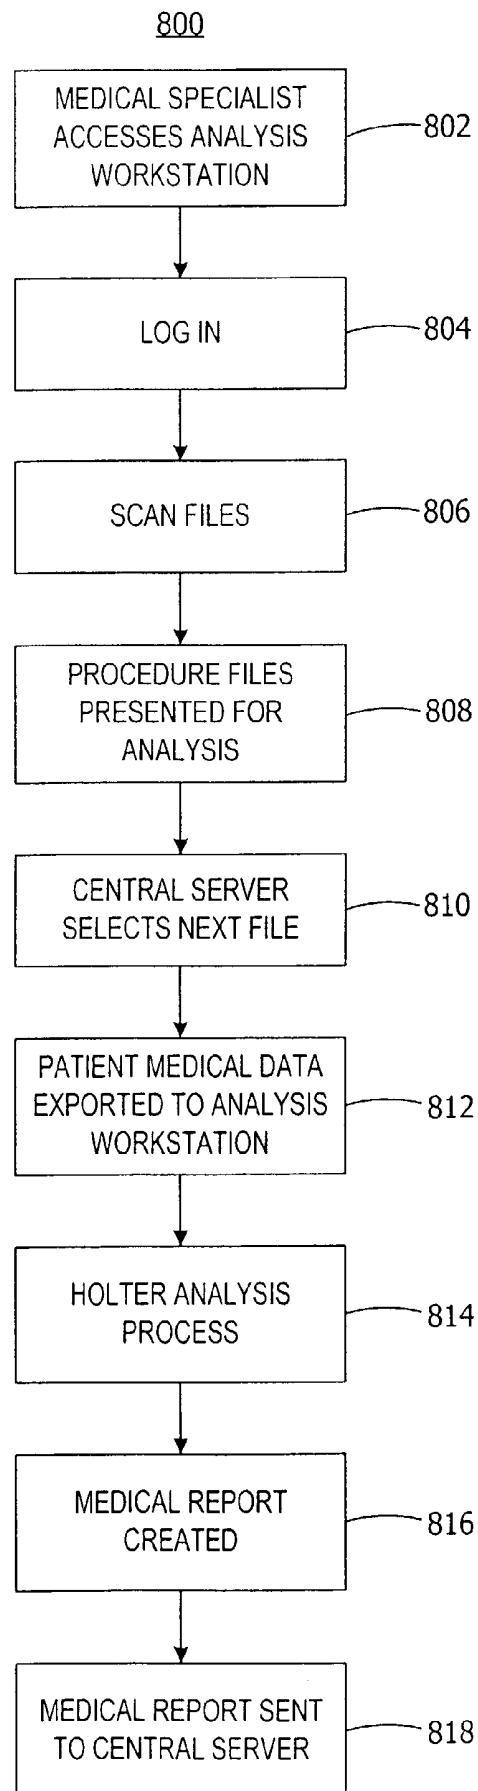 800
MEDICAL SPECIALIST
ACCESSES ANALYSIS
WORKSTATION
802
LOG IN
804
SCAN FILES
806
PROCEDURE FILES
PRESENTED FOR
ANALYSIS
808
CENTRAL SERVER
SELECTS NEXT FILE
810
PATIENT MEDICAL DATA
EXPORTED TO ANALYSIS
WORKSTATION
812
HOLTER ANALYSIS
PROCESS
814
MEDICAL REPORT
CREATED
816
MEDICAL REPORT SENT
TO CENTRAL SERVER
818